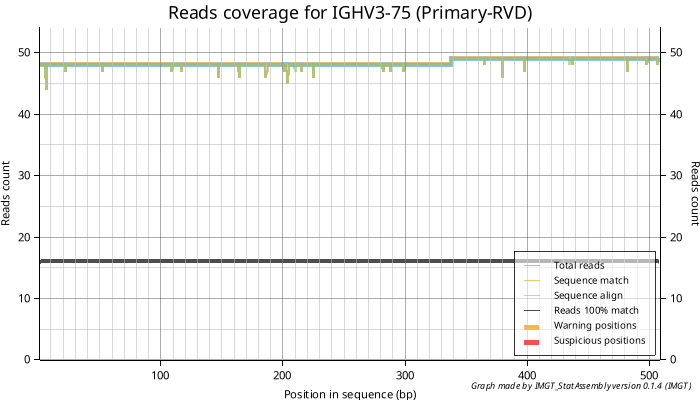 Reads coverage for IGHV3-75 (Primary-RVD)
50
40
30
20
10
0
50
40
30
20
10
0
Reads count
Reads count
100
200
300
400
500
Position in sequence (bp)
Total reads
Sequence match
Sequence align
Reads 100% match
Warning positions
Suspicious positions
Graph made by IMGT_StatAssembly version 0.1.4 (IMGT)